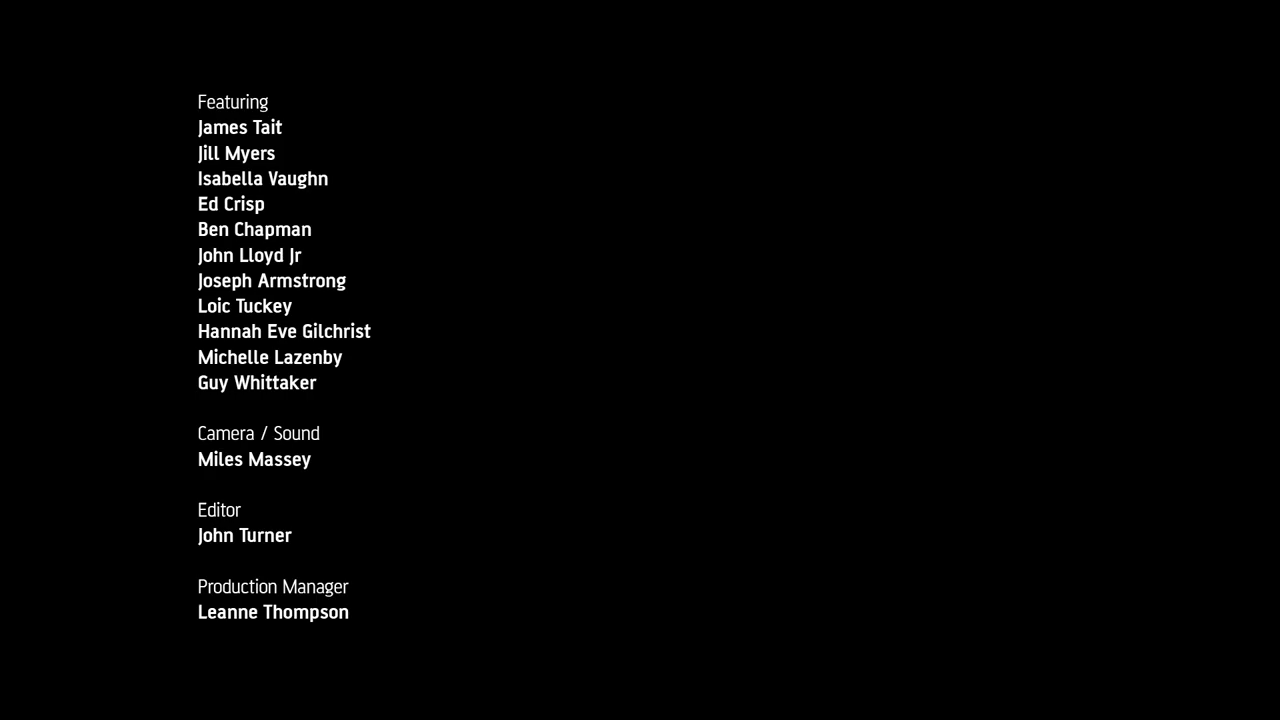 Featuring
James Tait
Jill Myers
Isabella Vaughn
Ed Crisp
Ben Chapman
John Lloyd Jr
Joseph Armstrong
Loic Tuckey
Hannah Eve Gilchrist
Michelle Lazenby
Guy Whittaker
Camera / Sound
Miles Massey
Editor
John Turner
Production Manager
Leanne Thompson